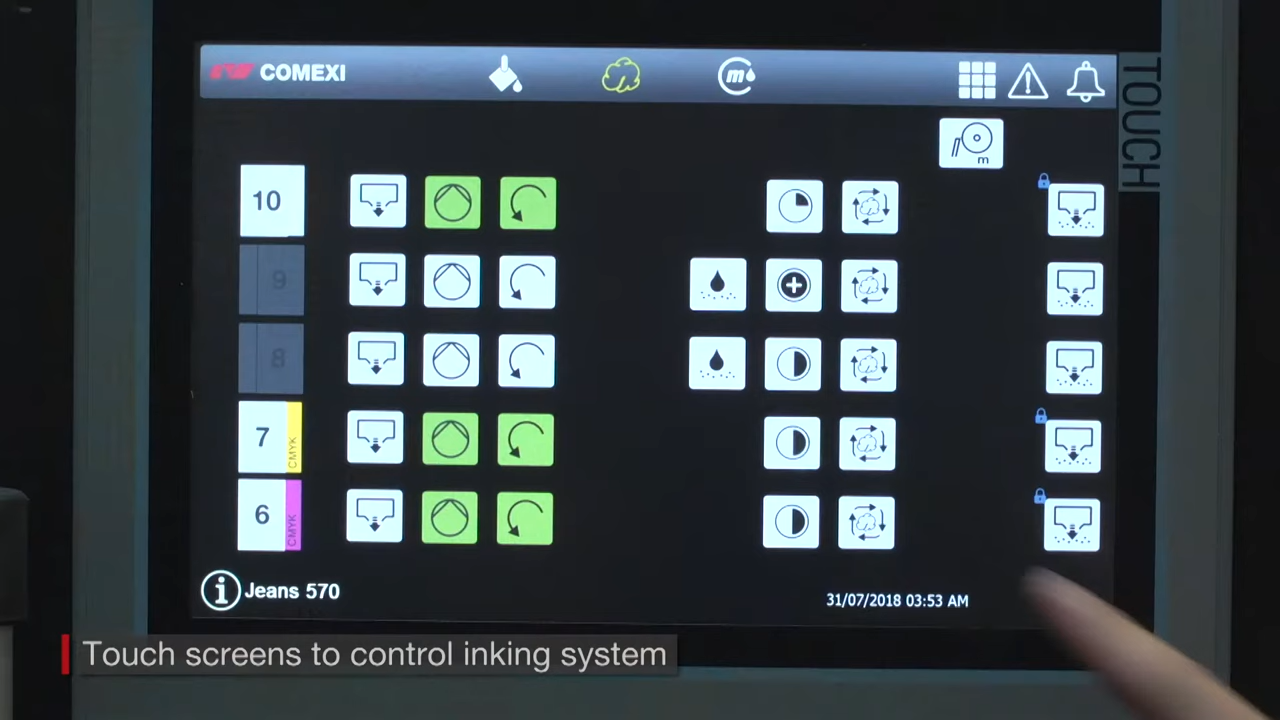 COMEXI
m
TOUCH
m
10
9
8
7
CMYK
6
CMYK
Jeans 570
31/07/2018 03:53 AM
Touch screens to control inking system